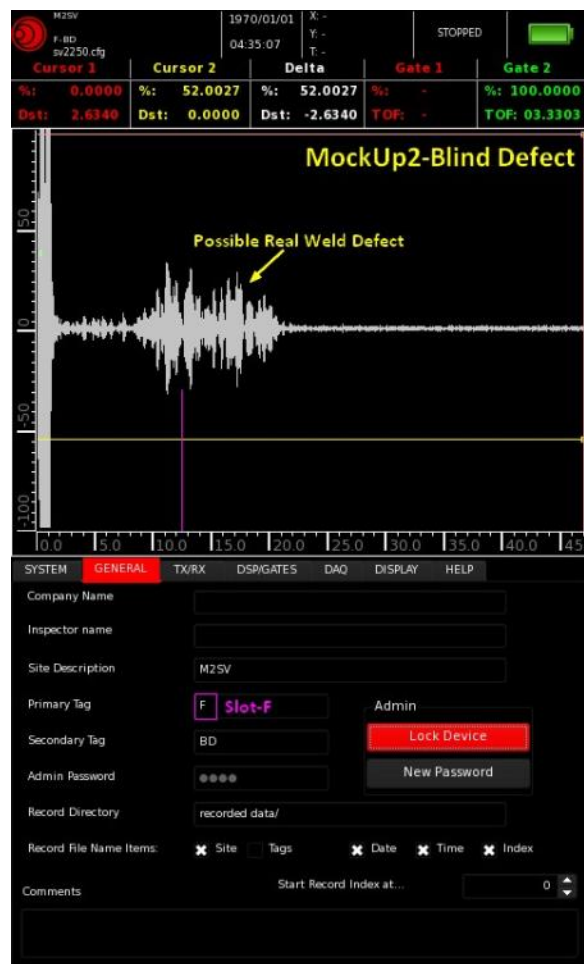 M2SV
F-BD
sv2250.cfg
1970/01/01
04:35:07
X: -
Y: -
T: -
STOPPED
Cursor 1 Cursor 2 Delta Gate 1 Gate 2
%: 0.0000 %: 52.0027 %: 52.0027 %: - %: 100.0000
Dst: 2.6340 Dst: 0.0000 Dst: -2.6340 TOF: - TOF: 03.3303
MockUp2-Blind Defect
Possible Real Weld Defect
50
0
-50
-100
0.0 5.0 10.0 15.0 20.0 25.0 30.0 35.0 40.0 45
SYSTEM GENERAL TX/RX DSP/GATES DAQ DISPLAY HELP
Company Name
Inspector name
Site Description M2SV
Primary Tag F Slot-F Admin
Lock Device
Secondary Tag BD
New Password
Admin Password
Record Directory recorded data/
Record File Name Items: Site Tags Date Time Index
Start Record Index at... 0
Comments